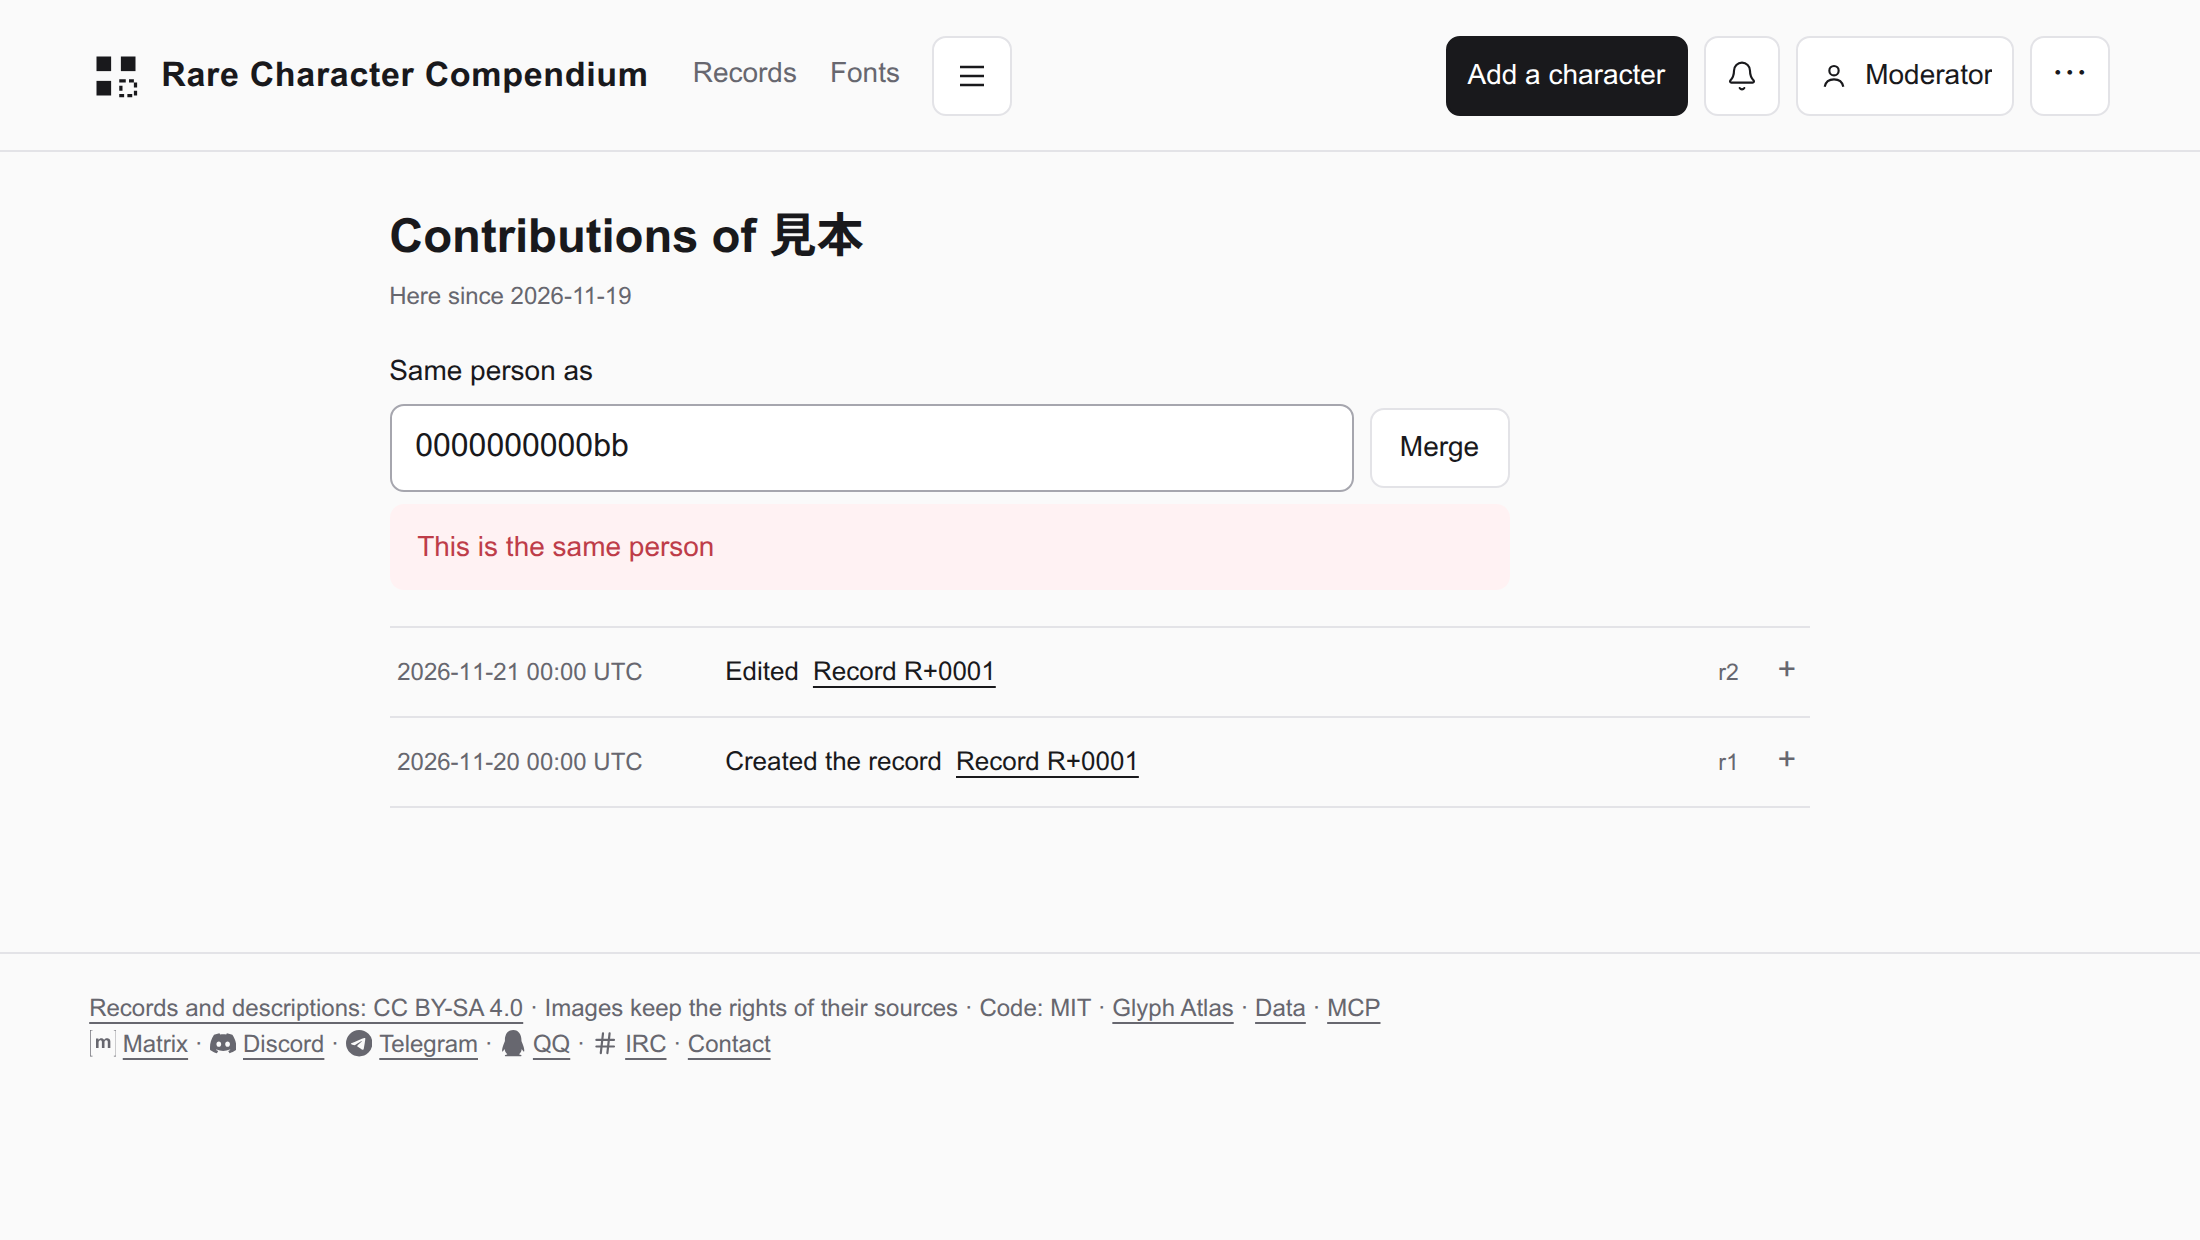 Rare Character Compendium Records Fonts Add a character Moderator ···
Contributions of 見本
Here since 2026-11-19
Same person as
0000000000bb Merge
This is the same person
2026-11-21 00:00 UTC Edited Record R+0001 r2 +
2026-11-20 00:00 UTC Created the record Record R+0001 r1 +
Records and descriptions: CC BY-SA 4.0 · Images keep the rights of their sources · Code: MIT · Glyph Atlas · Data · MCP
[m] Matrix · Discord · Telegram · QQ · # IRC · Contact